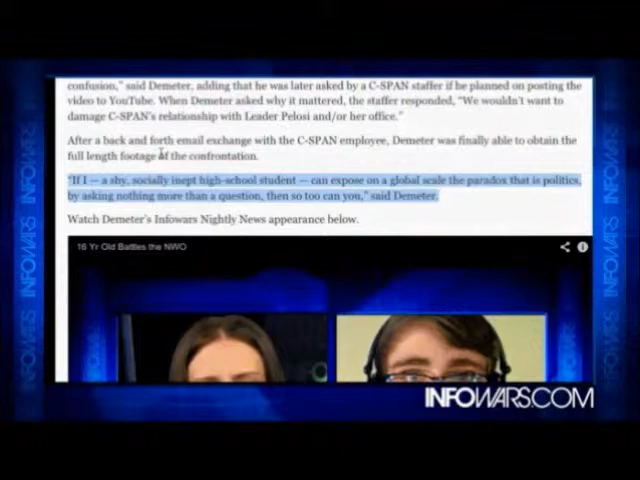 confusion," said Demeter, adding that he was later asked by a C-SPAN staffer if he planned on posting the
video to YouTube. When Demeter asked why it mattered, the staffer responded, "We wouldn't want to
damage C-SPAN's relationship with Leader Pelosi and/or her office."
After a back and forth email exchange with the C-SPAN employee, Demeter was finally able to obtain the
full length footage of the confrontation.
"If I — a shy, socially inept high-school student — can expose on a global scale the paradox that is politics,
by asking nothing more than a question, then so too can you," said Demeter.
Watch Demeter's Infowars Nightly News appearance below.
16 Yr Old Battles the NWO
INFOWARS.COM
INFOWARS
INFOWARS
INFOWARS
INFOWARS